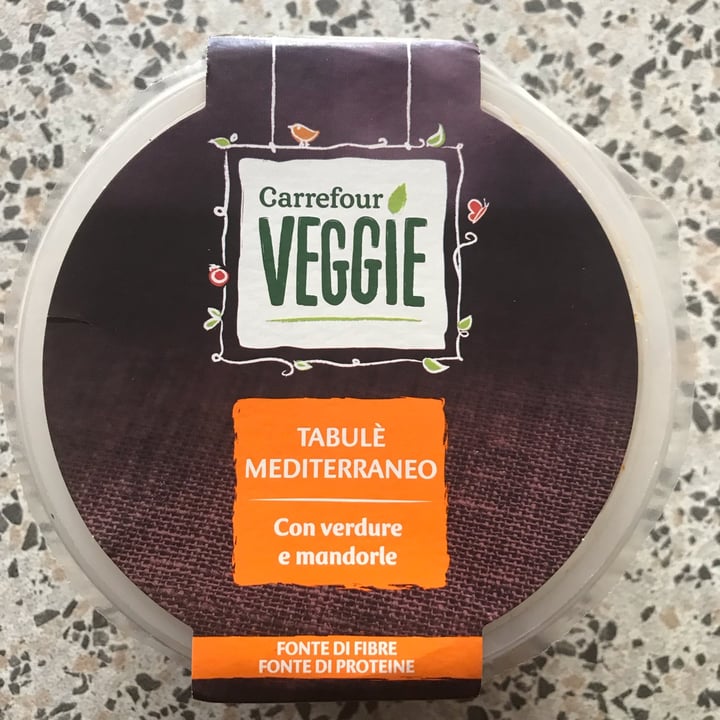 Carrefour
VEGGIE
TABULÈ
MEDITERRANEO
Con verdure
e mandorle
FONTE DI FIBRE
FONTE DI PROTEINE